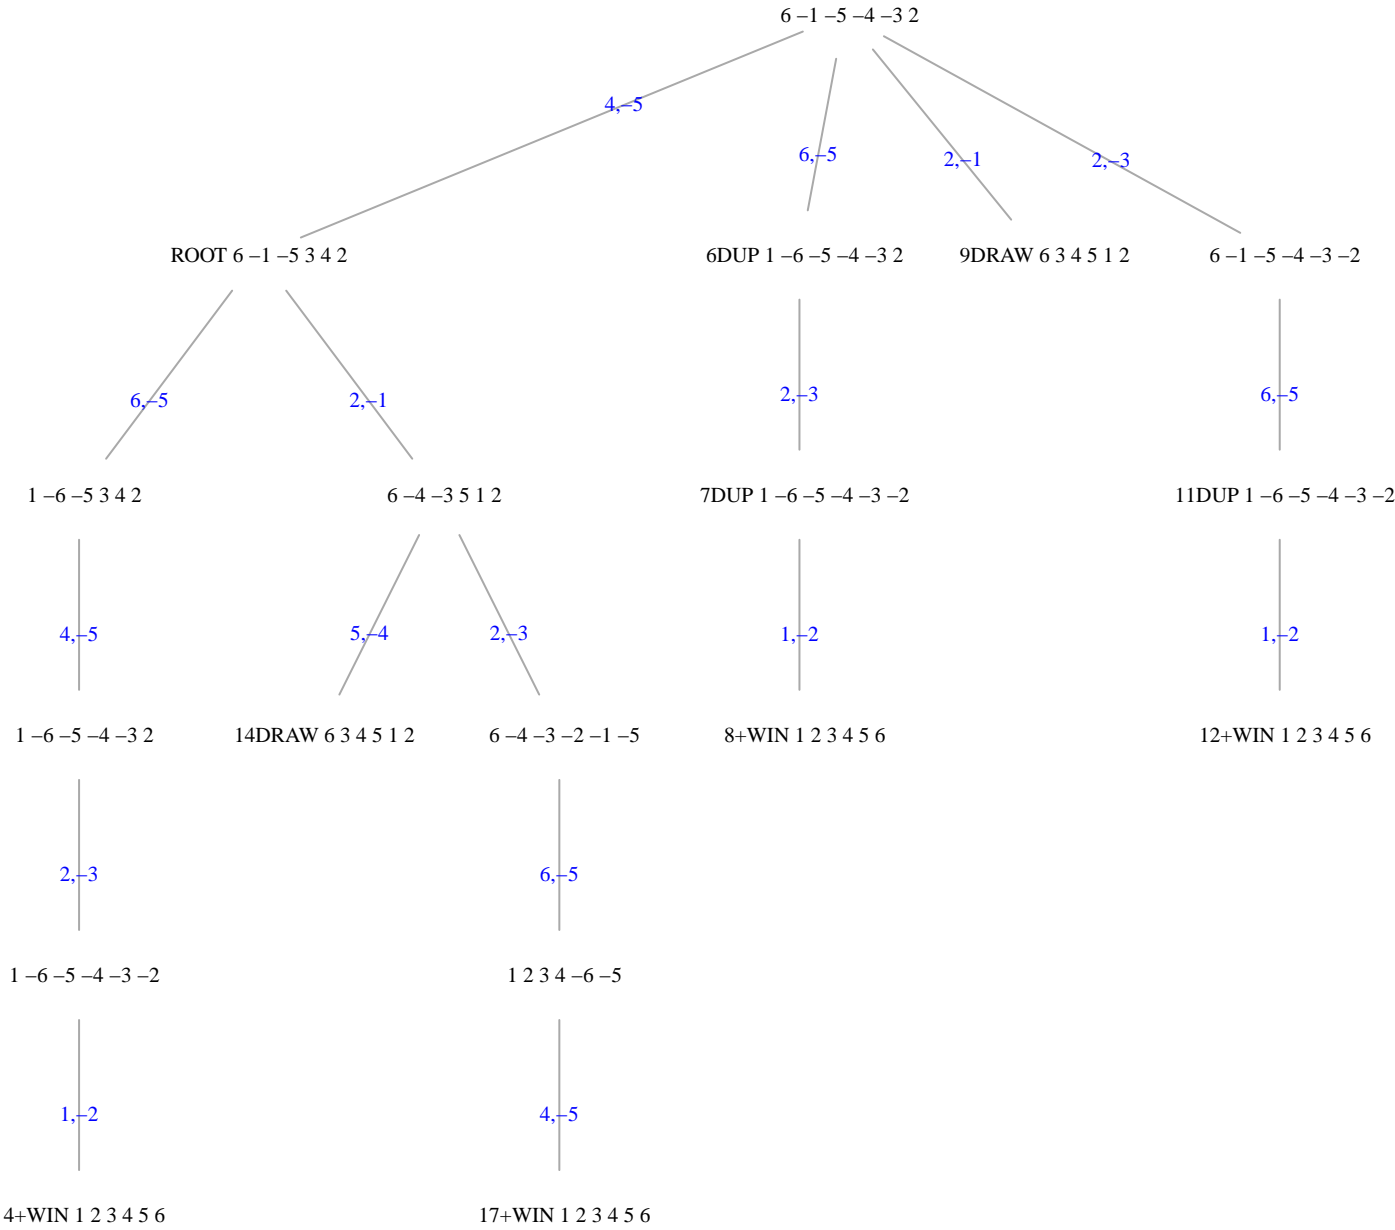 6 –1 –5 –4 –3 2
4,–5
6,–5
2,–1
2,–3
ROOT 6 –1 –5 3 4 2
6DUP 1 –6 –5 –4 –3 2
9DRAW 6 3 4 5 1 2
6 –1 –5 –4 –3 –2
6,–5
2,–1
2,–3
6,–5
1 –6 –5 3 4 2
6 –4 –3 5 1 2
7DUP 1 –6 –5 –4 –3 –2
11DUP 1 –6 –5 –4 –3 –2
4,–5
5,–4
2,–3
1,–2
1,–2
1 –6 –5 –4 –3 2
14DRAW 6 3 4 5 1 2
6 –4 –3 –2 –1 –5
8+WIN 1 2 3 4 5 6
12+WIN 1 2 3 4 5 6
2,–3
6,–5
1 –6 –5 –4 –3 –2
1 2 3 4 –6 –5
1,–2
4,–5
4+WIN 1 2 3 4 5 6
17+WIN 1 2 3 4 5 6